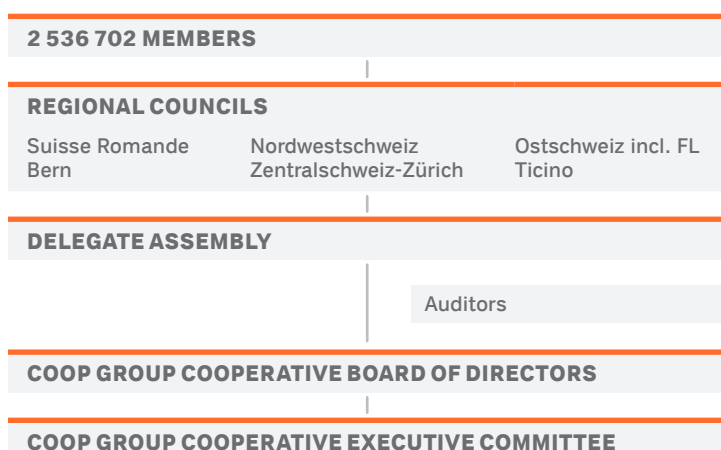 2 536 702 MEMBERS
REGIONAL COUNCILS
Suisse Romande
Bern
Nordwestschweiz
Zentralschweiz-Zürich
Ostschweiz incl. FL
Ticino
DELEGATE ASSEMBLY
Auditors
COOP GROUP COOPERATIVE BOARD OF DIRECTORS
COOP GROUP COOPERATIVE EXECUTIVE COMMITTEE